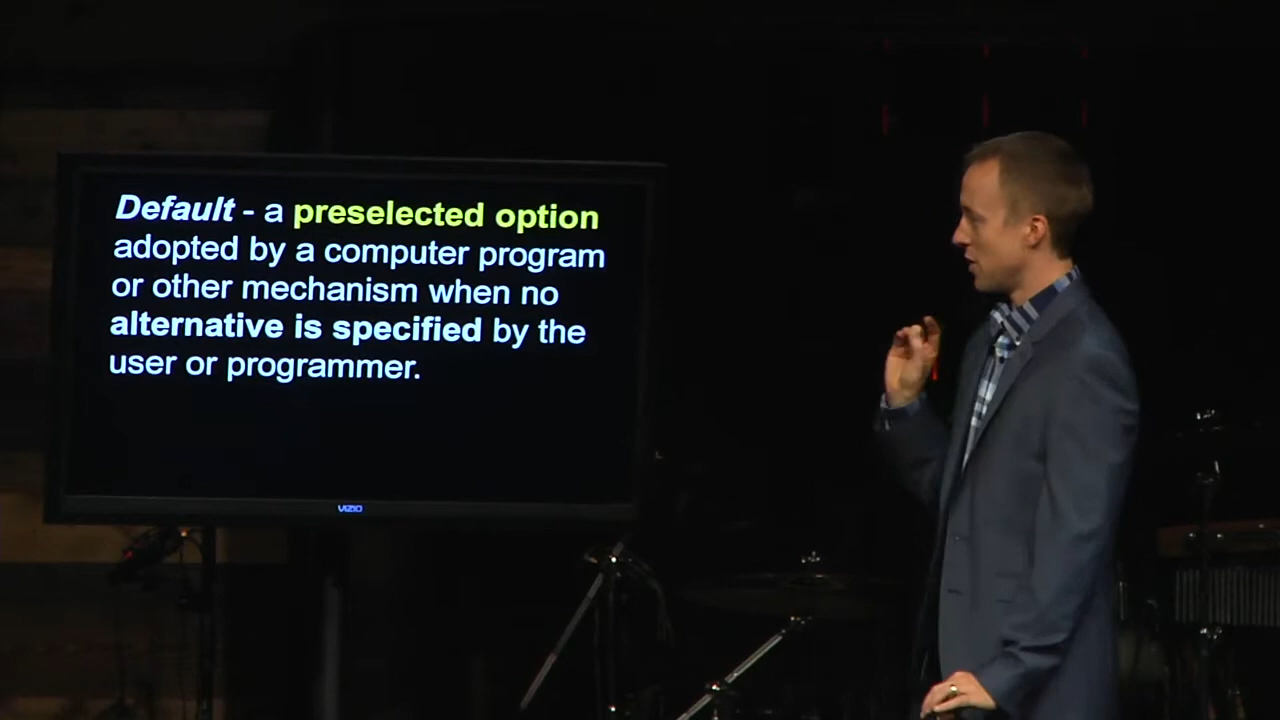 Default - a preselected option
adopted by a computer program
or other mechanism when no
alternative is specified by the
user or programmer.
VIZIO